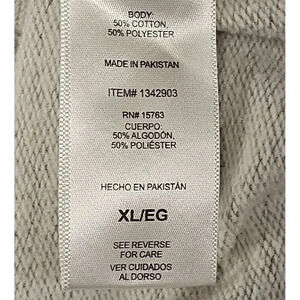 BODY:
50% COTTON,
50% POLYESTER
MADE IN PAKISTAN
ITEM# 1342903
RN# 15763
CUERPO:
50% ALGODÓN,
50% POLIÉSTER
HECHO EN PAKISTÁN
XL/EG
SEE REVERSE
FOR CARE
VER CUIDADOS
AL DORSO